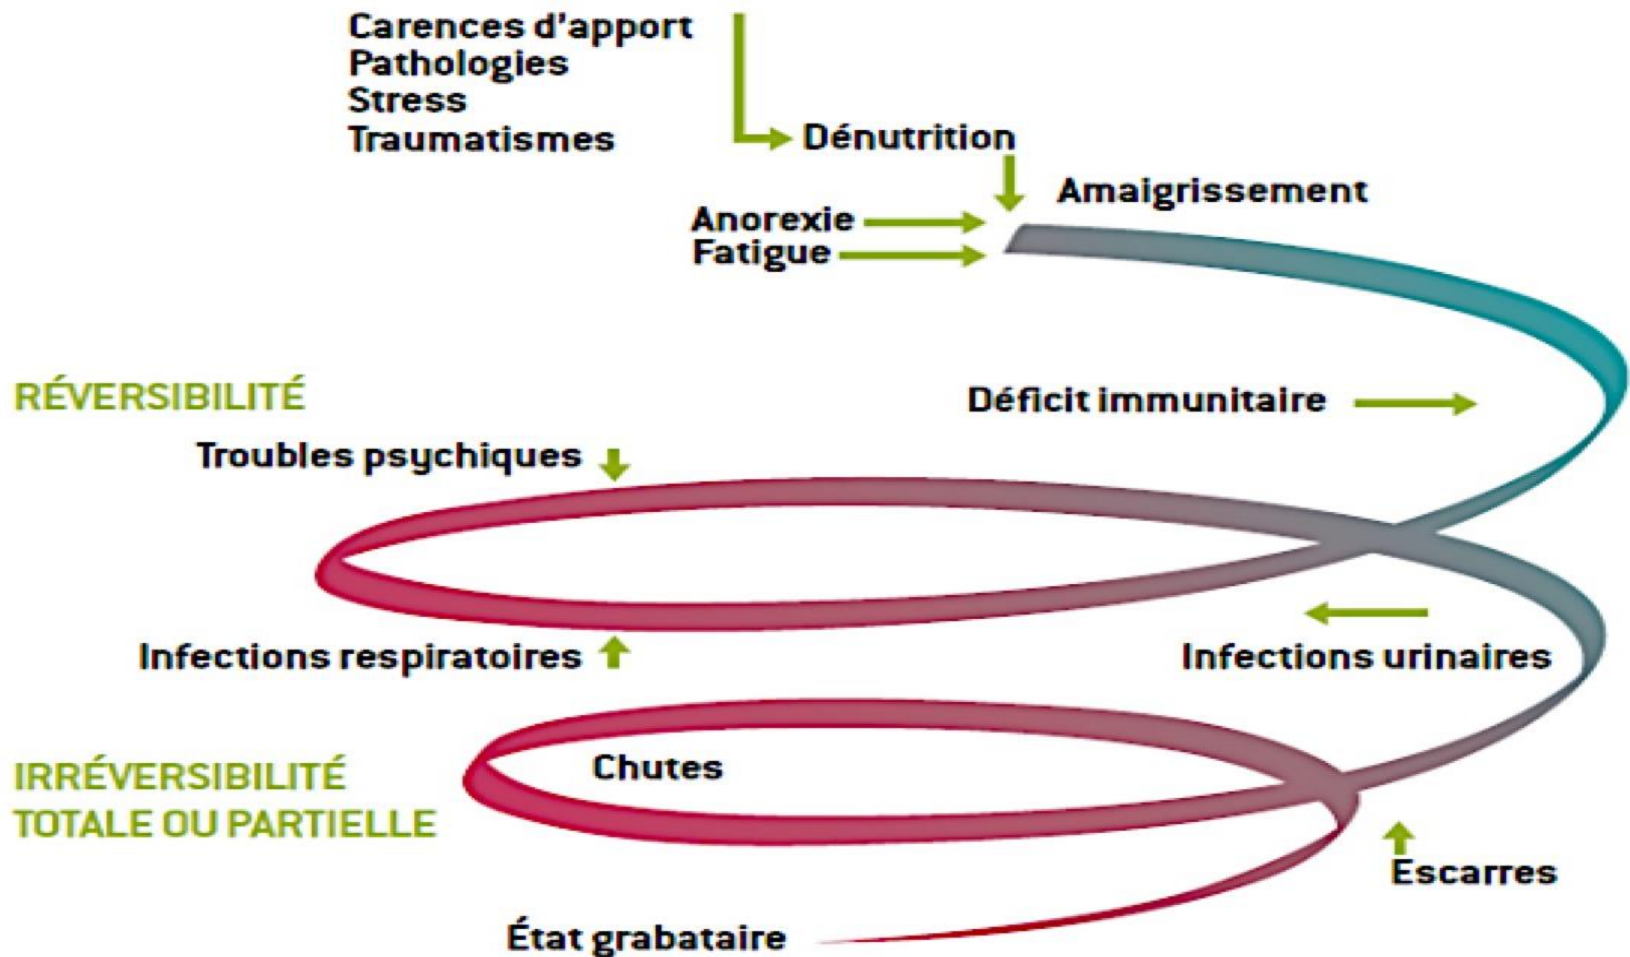 Carences d'apport
Pathologies
Stress
Traumatismes
Dénutrition
Amaigrissement
Anorexie
Fatigue
RÉVERSIBILITÉ
Déficit immunitaire
Troubles psychiques
Infections respiratoires
Infections urinaires
IRRÉVERSIBILITÉ
TOTALE OU PARTIELLE
Chutes
Escarres
État grabataire